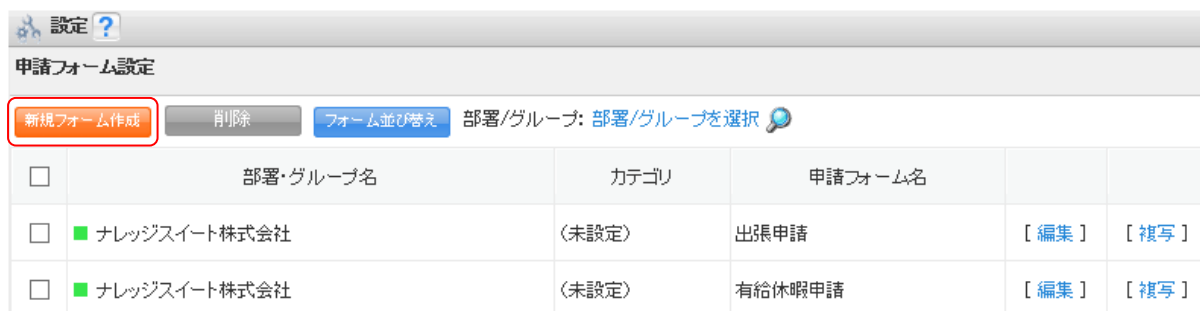 設定 ?
申請フォーム設定
新規フォーム作成 削除 フォーム並び替え 部署/グループ: 部署/グループを選択
部署・グループ名 カテゴリ 申請フォーム名
ナレッジスイート株式会社 (未設定) 出張申請 [ 編集 ] [ 複写 ]
ナレッジスイート株式会社 (未設定) 有給休暇申請 [ 編集 ] [ 複写 ]